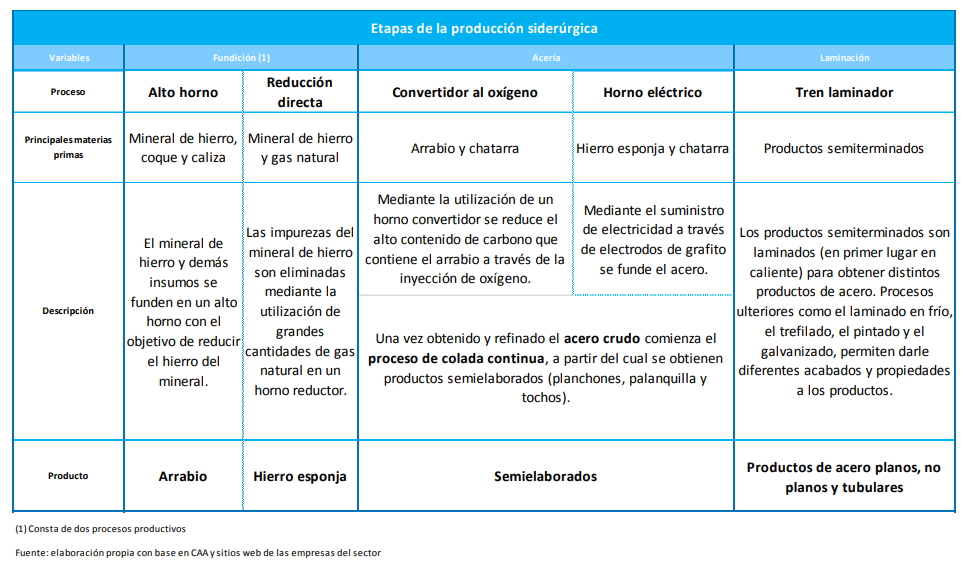 Etapas de la producción siderúrgica
Variables
Fundición (1)
Acería
Laminación
Proceso
Alto horno
Reducción
directa
Convertidor al oxígeno
Horno eléctrico
Tren laminador
Principales materias
primas
Mineral de hierro,
coque y caliza
Mineral de hierro
y gas natural
Arrabio y chatarra
Hierro esponja y chatarra
Productos semiterminados
Descripción
El mineral de
hierro y demás
insumos se
funden en un alto
horno con el
objetivo de reducir
el hierro del
mineral.
Las impurezas del
mineral de hierro
son eliminadas
mediante la
utilización de
grandes
cantidades de gas
natural en un
horno reductor.
Mediante la utilización de un
horno convertidor se reduce el
alto contenido de carbono que
contiene el arrabio a través de la
inyección de oxígeno.
Mediante el suministro
de electricidad a través
de electrodos de grafito
se funde el acero.
Una vez obtenido y refinado el acero crudo comienza el
proceso de colada continua, a partir del cual se obtienen
productos semielaborados (planchones, palanquilla y
tochos).
Los productos semiterminados son
laminados (en primer lugar en
caliente) para obtener distintos
productos de acero. Procesos
ulteriores como el laminado en frío,
el trefilado, el pintado y el
galvanizado, permiten darle
diferentes acabados y propiedades
a los productos.
Producto
Arrabio
Hierro esponja
Semielaborados
Productos de acero planos, no
planos y tubulares
(1) Consta de dos procesos productivos
Fuente: elaboración propia con base en CAA y sitios web de las empresas del sector